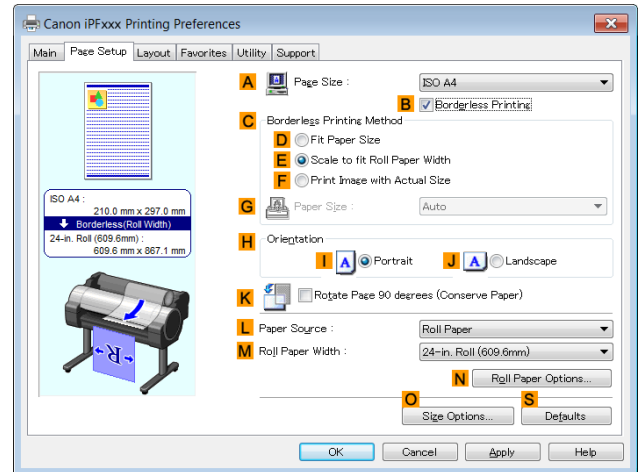 Canon iPFxxx Printing Preferences
Main Page Setup Layout Favorites Utility Support
A Page Size : ISO A4
B Borderless Printing
C Borderless Printing Method
D Fit Paper Size
E Scale to fit Roll Paper Width
F Print Image with Actual Size
G Paper Size : Auto
ISO A4 :
210.0 mm x 297.0 mm
Borderless(Roll Width)
24-in. Roll (609.6mm) :
609.6 mm x 867.1 mm
H Orientation
I A Portrait J A Landscape
K Rotate Page 90 degrees (Conserve Paper)
L Paper Source : Roll Paper
M Roll Paper Width : 24-in. Roll (609.6mm)
R
N Roll Paper Options...
O S
Size Options... Defaults
OK Cancel Apply Help